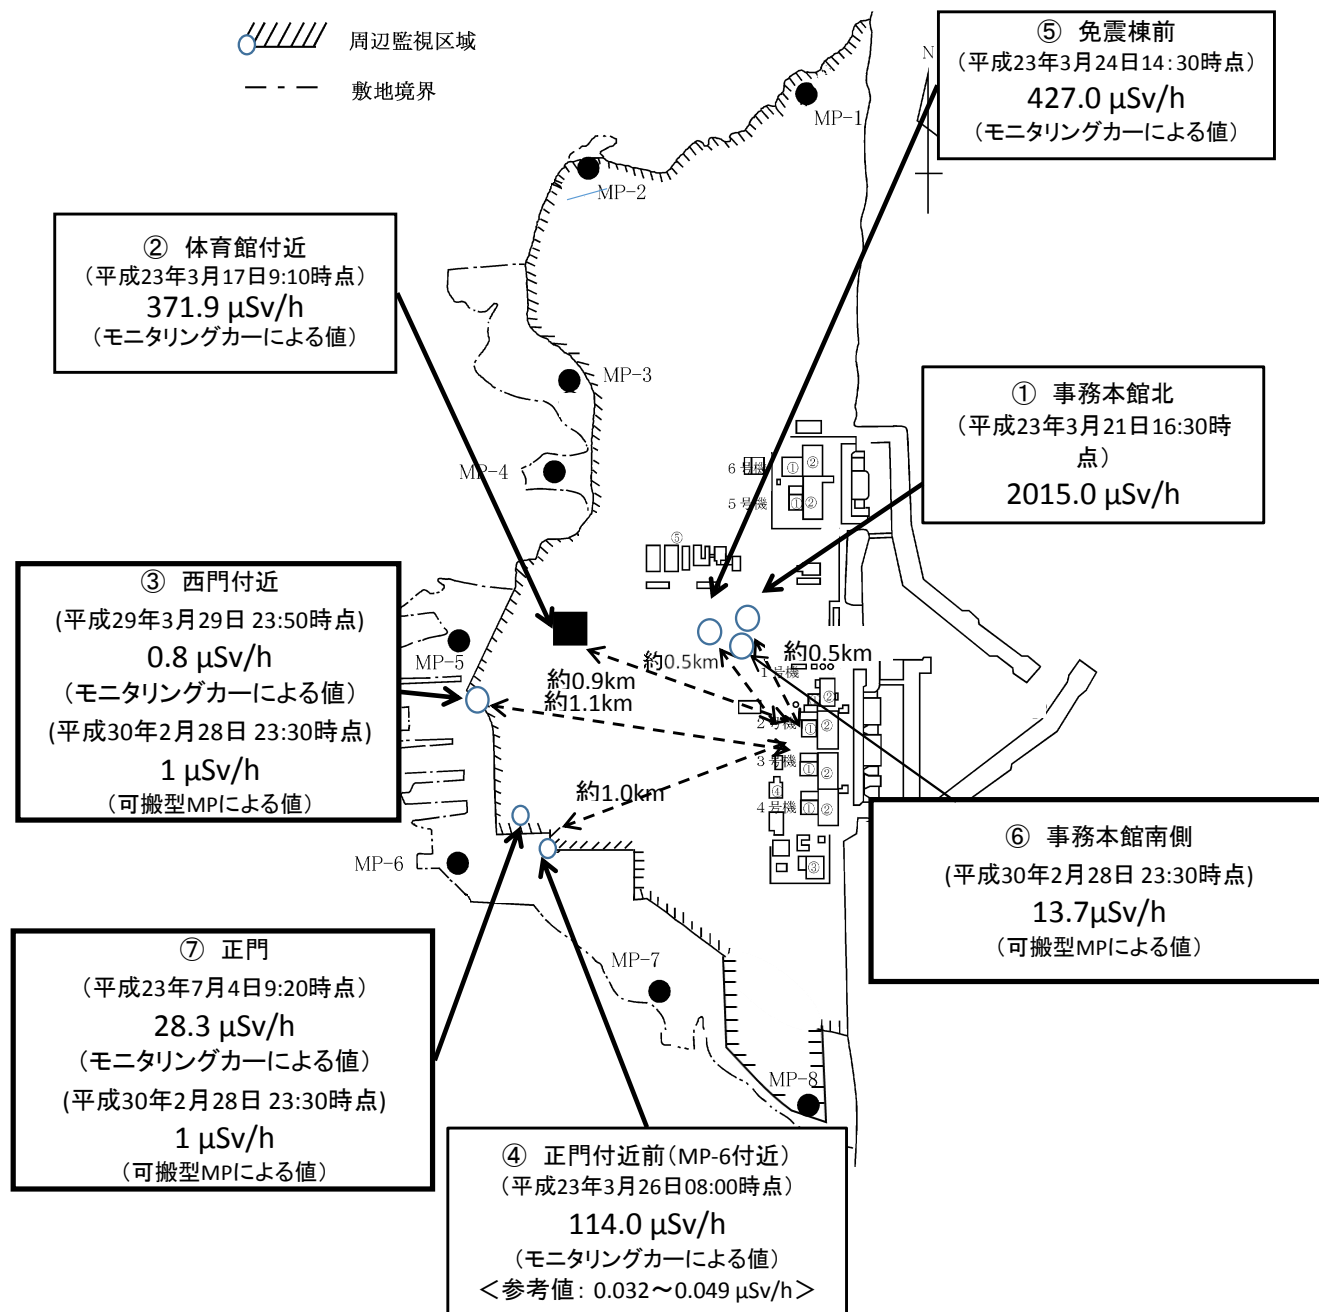 周辺監視区域
敷地境界
⑤ 免震棟前
（平成23年3月24日14：30時点）
427.0 μSv/h
（モニタリングカーによる値）
N
MP-1
MP-2
② 体育館付近
（平成23年3月17日9:10時点）
371.9 μSv/h
（モニタリングカーによる値）
MP-3
① 事務本館北
（平成23年3月21日16:30時
点）
2015.0 μSv/h
MP-4
６号機
①
②
５号機
①
②
⑤
③ 西門付近
(平成29年3月29日 23:50時点)
0.8 μSv/h
（モニタリングカーによる値）
(平成30年2月28日 23:30時点)
1 μSv/h
（可搬型MPによる値）
MP-5
約0.5km
約0.5km
１号機
約0.9km
約1.1km
②
２号機
①
②
３号機
①
②
④
約1.0km
４号機
①
②
③
MP-6
⑥ 事務本館南側
(平成30年2月28日 23:30時点)
13.7μSv/h
（可搬型MPによる値）
⑦ 正門
（平成23年7月4日9:20時点）
28.3 μSv/h
（モニタリングカーによる値）
(平成30年2月28日 23:30時点)
1 μSv/h
（可搬型MPによる値）
MP-7
MP-8
④ 正門付近前（MP-6付近）
（平成23年3月26日08:00時点）
114.0 μSv/h
（モニタリングカーによる値）
＜参考値： 0.032～0.049 μSv/h＞